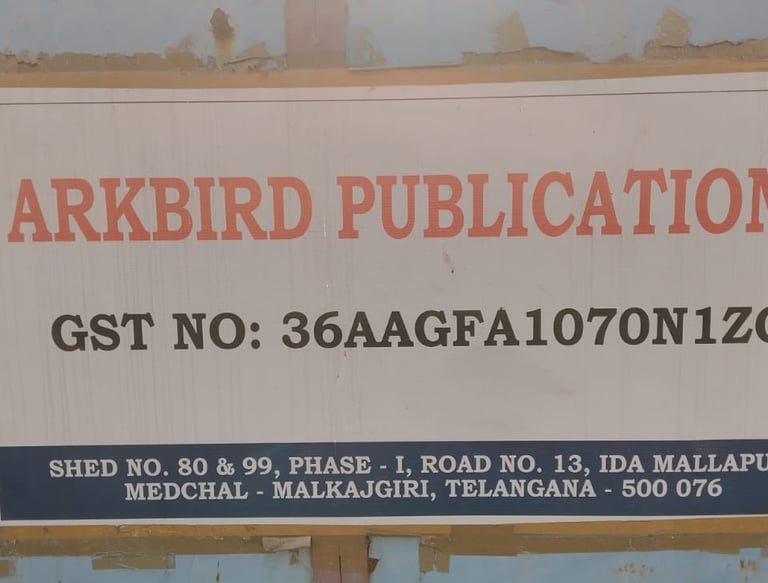 ARKBIRD PUBLICATION
GST NO: 36AAGFA1070N1Z
SHED NO. 80 & 99, PHASE - I, ROAD NO. 13, IDA MALLAPU
MEDCHAL - MALKAJGIRI, TELANGANA - 500 076